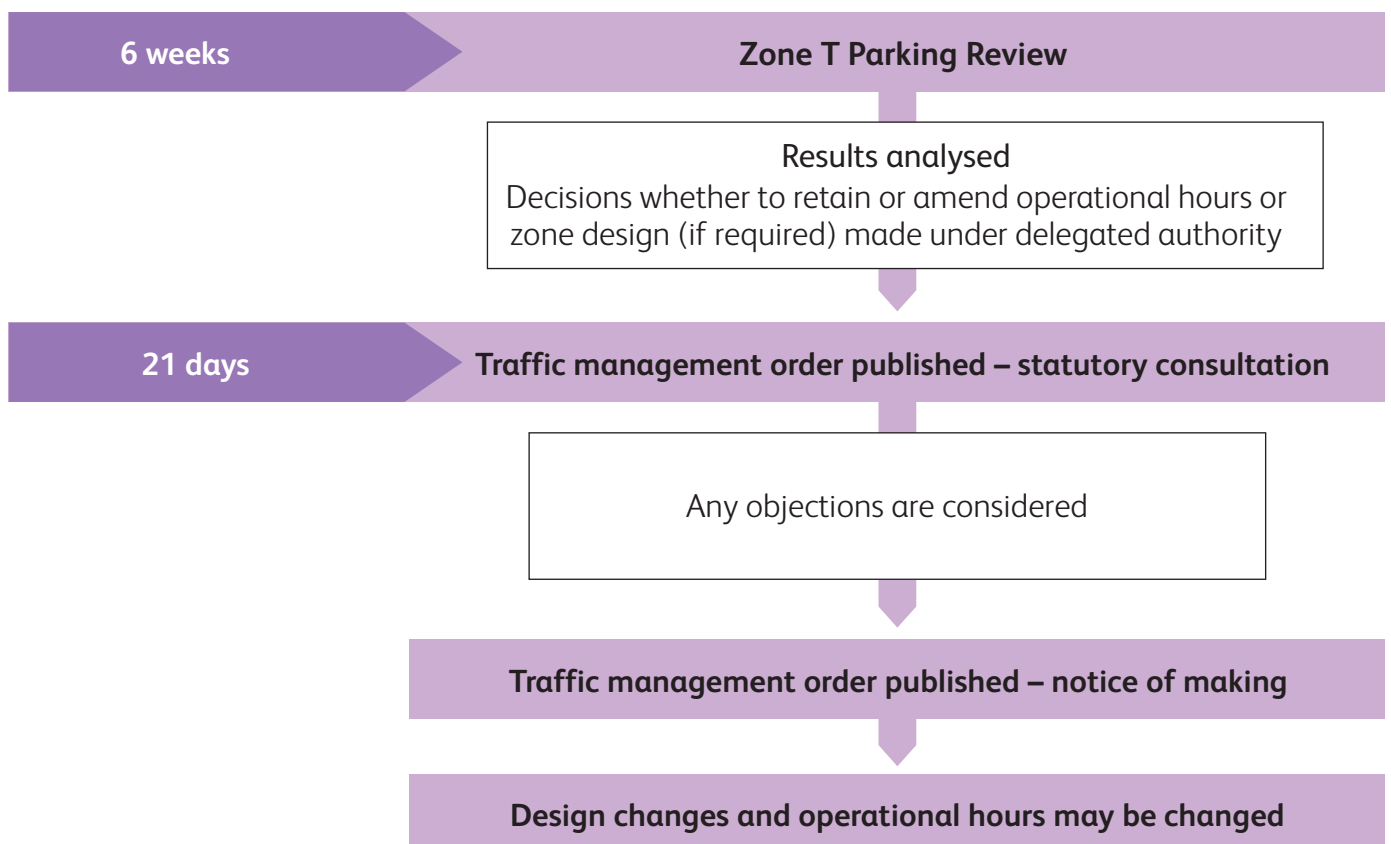 6 weeks
Zone T Parking Review
Results analysed
Decisions whether to retain or amend operational hours or
zone design (if required) made under delegated authority
21 days
Traffic management order published – statutory consultation
Any objections are considered
Traffic management order published – notice of making
Design changes and operational hours may be changed